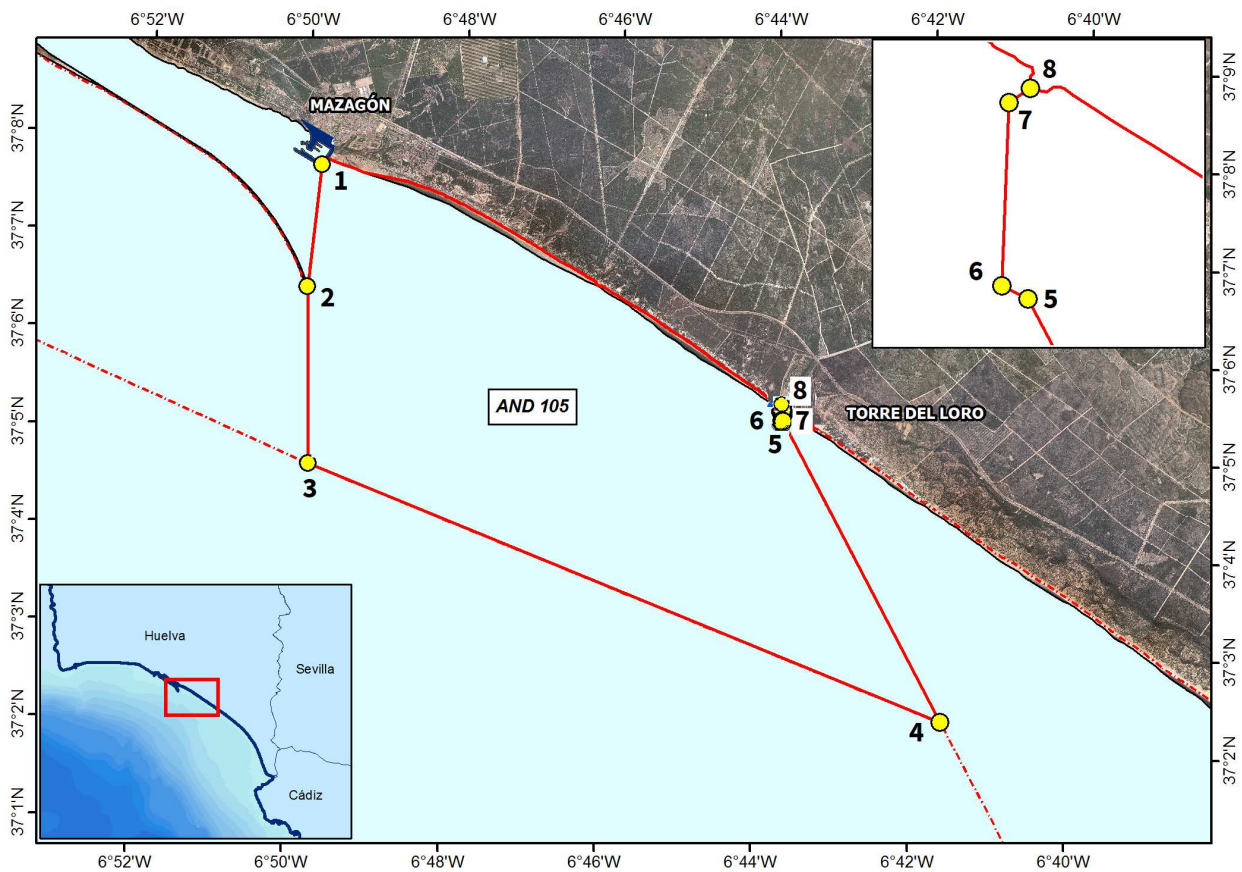 6°52'W 6°50'W 6°48'W 6°46'W 6°44'W 6°42'W 6°40'W
37°9'N
8
7
6
5
37°8'N
MAZAGÓN
37°8'N
1
37°7'N
37°7'N
2
37°6'N
37°6'N
AND 105
8
6 7 TORRE DEL LORO
5
37°5'N
37°5'N
3
37°4'N
37°4'N
37°3'N
37°3'N
Huelva
Sevilla
37°2'N
4
37°2'N
Cádiz
37°1'N
6°52'W 6°50'W 6°48'W 6°46'W 6°44'W 6°42'W 6°40'W